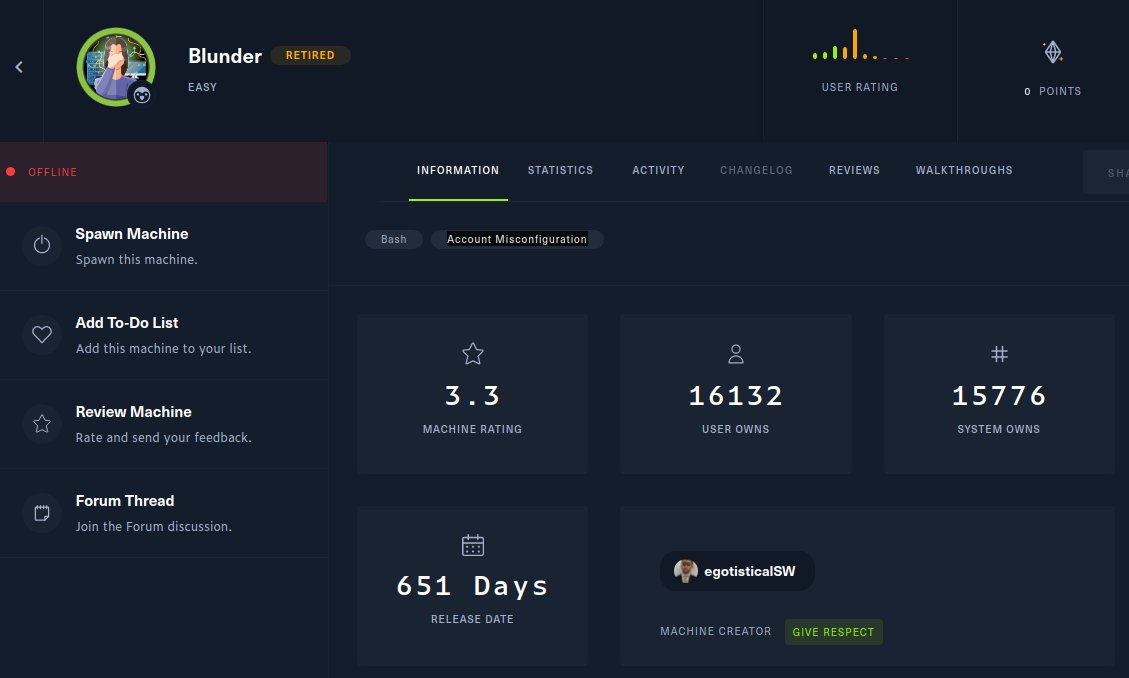 Blunder RETIRED
EASY
USER RATING
0 POINTS
OFFLINE
INFORMATION STATISTICS ACTIVITY CHANGELOG REVIEWS WALKTHROUGHS SHA
Spawn Machine
Spawn this machine.
Bash Account Misconfiguration
Add To-Do List
Add this machine to your list.
Review Machine
Rate and send your feedback.
Forum Thread
Join the Forum discussion.
3.3
MACHINE RATING
16132
USER OWNS
15776
SYSTEM OWNS
651 Days
RELEASE DATE
egotisticalSW
MACHINE CREATOR GIVE RESPECT